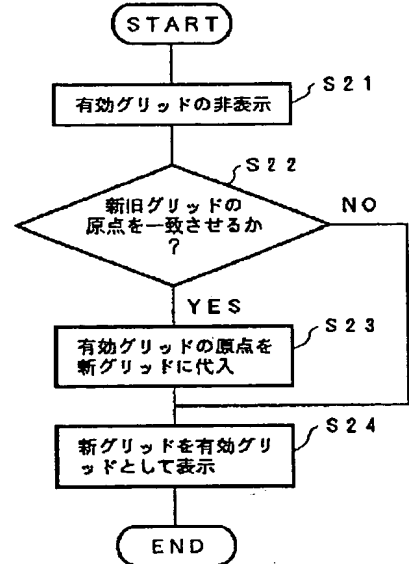 START
有効グリッドの非表示
S21
S22
新旧グリッドの
原点を一致させるか
?
NO
YES
S23
有効グリッドの原点を
新グリッドに代入
S24
新グリッドを有効グリ
ッドとして表示
END